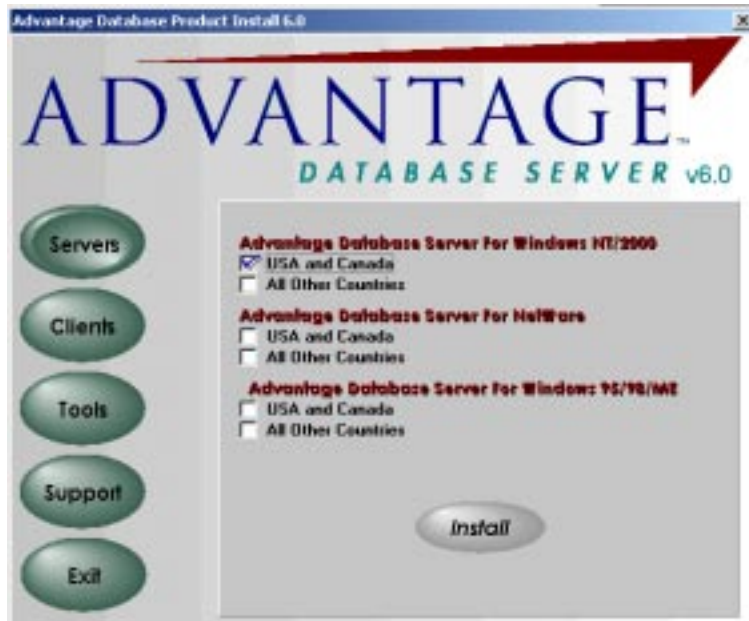 Advantage Database Product Install 6.0
ADVANTAGE™
DATABASE SERVER v6.0
Servers
Clients
Tools
Support
Exit
Advantage Database Server For Windows NT/2000
USA and Canada
All Other Countries
Advantage Database Server For NetWare
USA and Canada
All Other Countries
Advantage Database Server For Windows 95/98/ME
USA and Canada
All Other Countries
Install